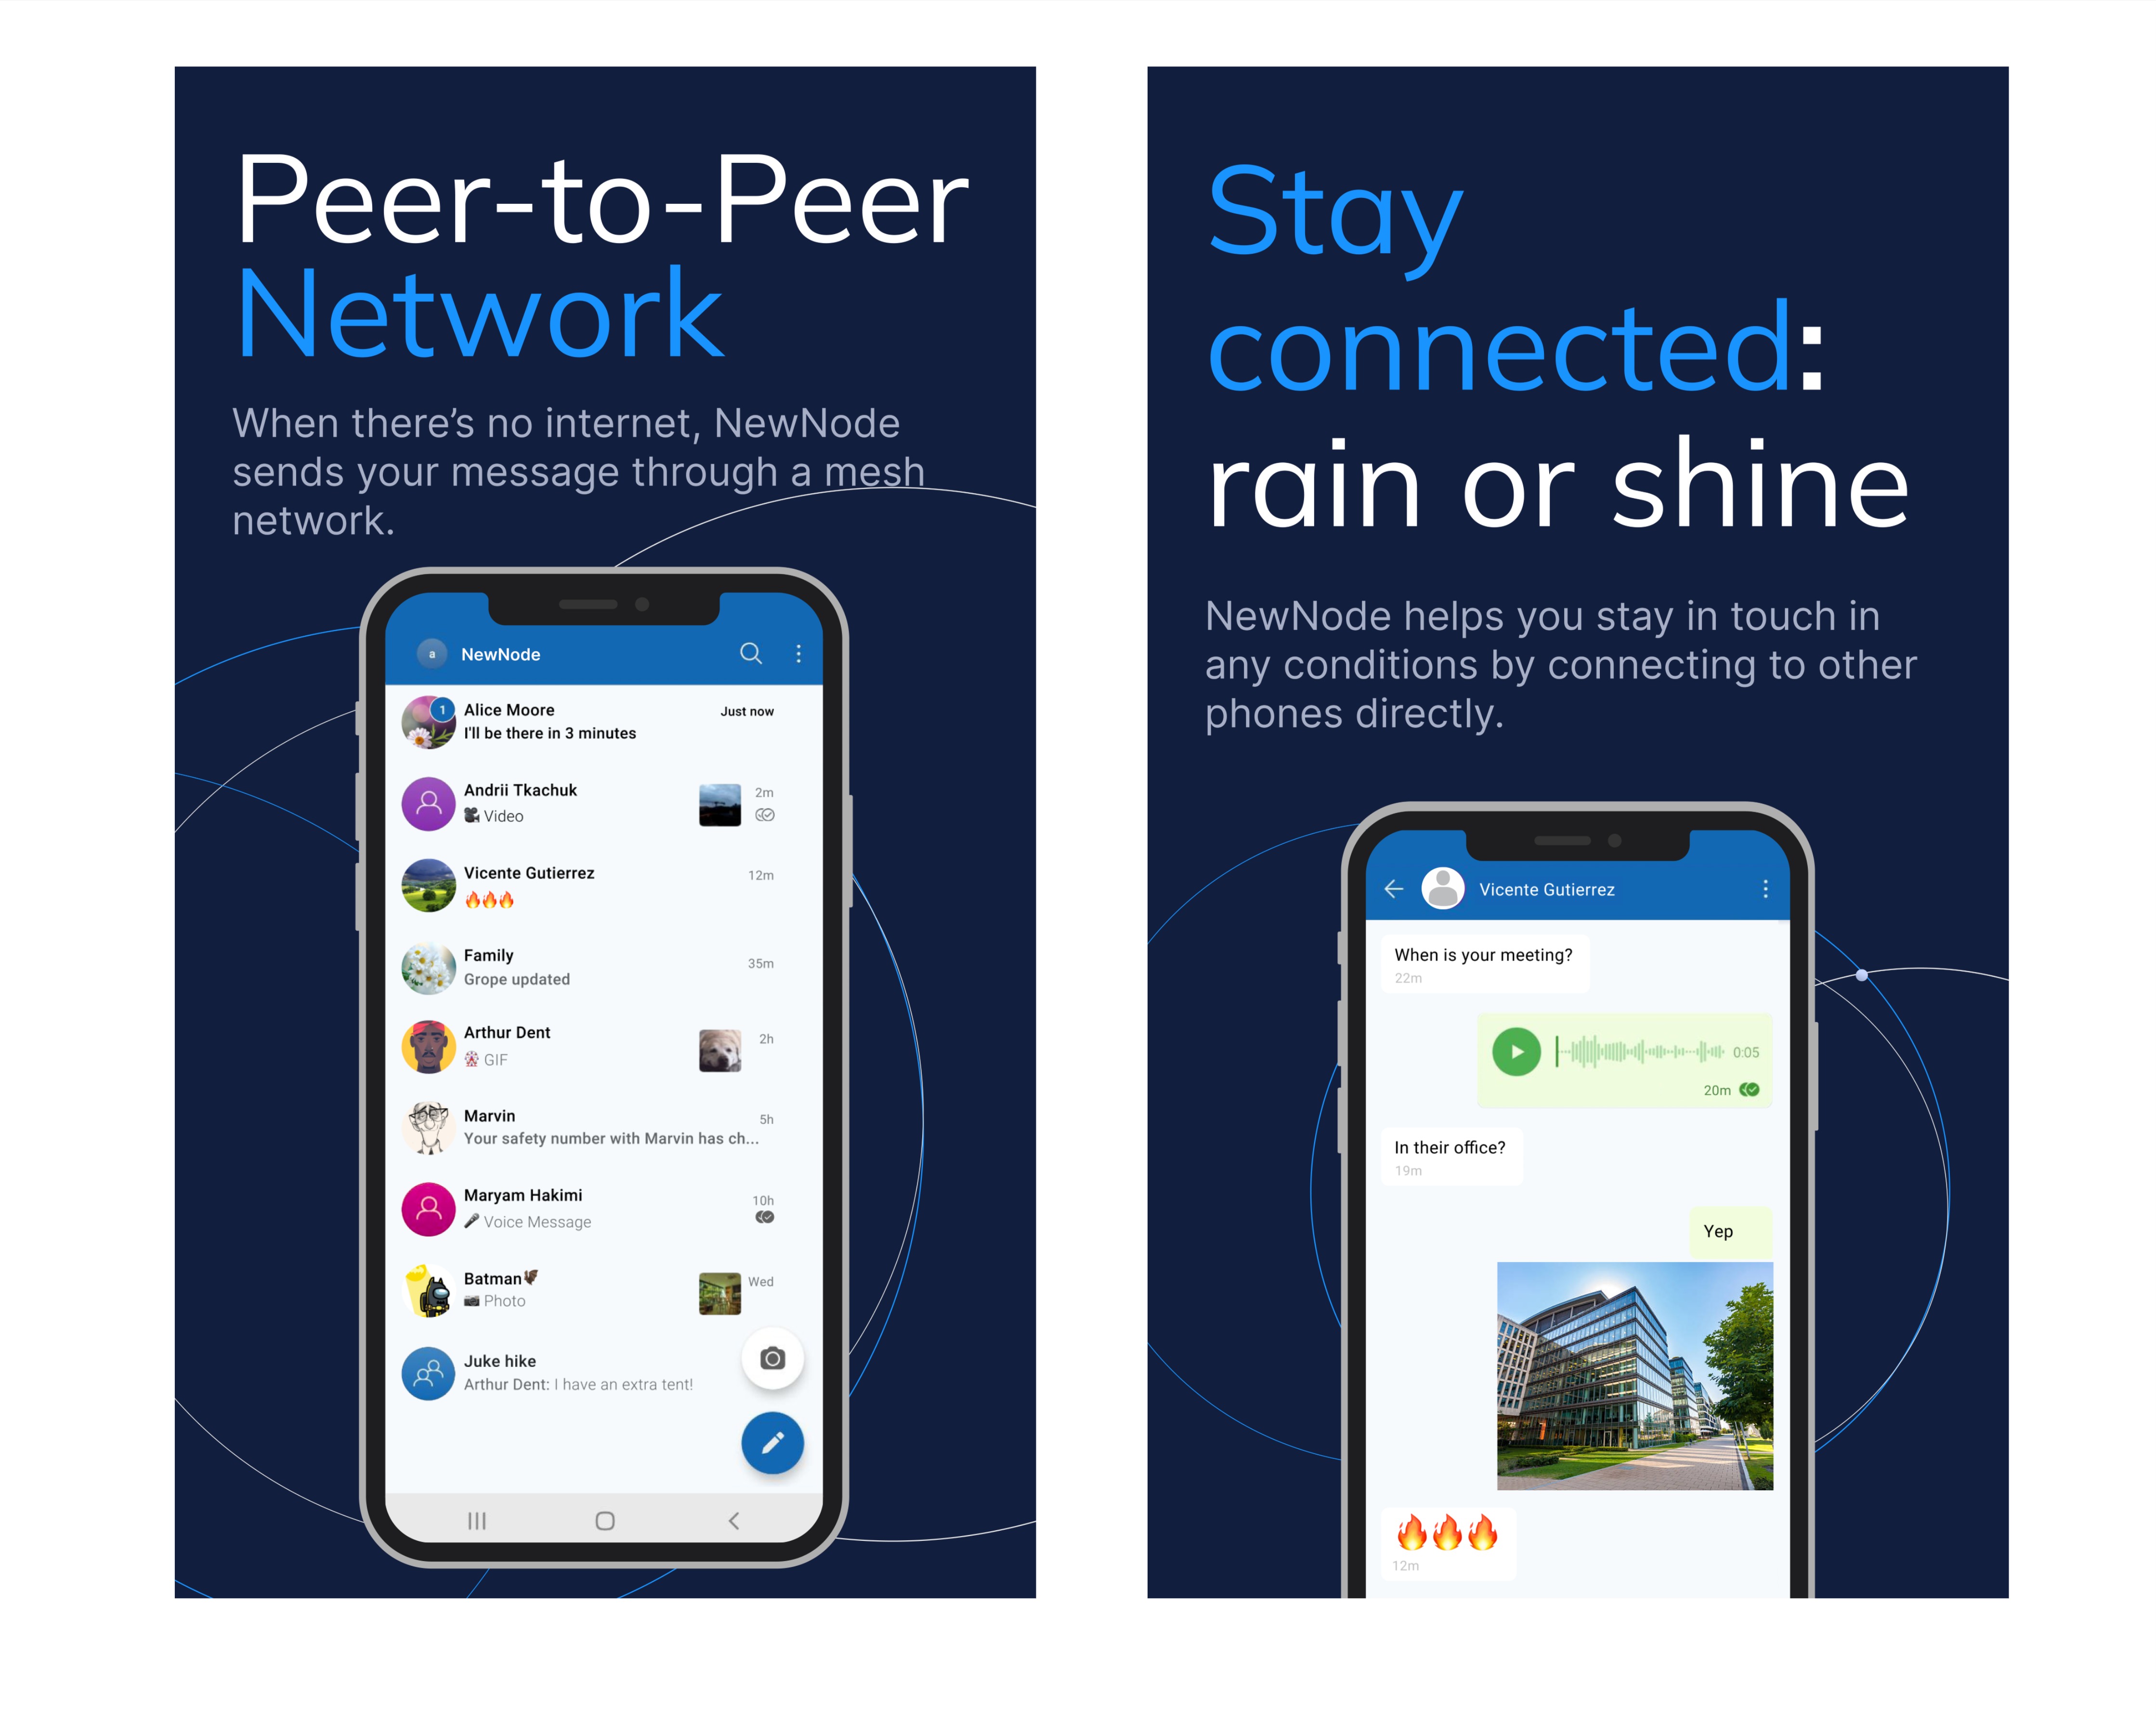 Peer-to-Peer
Network
When there’s no internet, NewNode
sends your message through a mesh
network.
a NewNode
1
Alice Moore Just now
I'll be there in 3 minutes
Andrii Tkachuk 2m
Video
Vicente Gutierrez 12m
🔥🔥🔥
Family 35m
Grope updated
Arthur Dent 2h
GIF
Marvin 5h
Your safety number with Marvin has ch...
Maryam Hakimi 10h
Voice Message
Batman Wed
Photo
Juke hike
Arthur Dent: I have an extra tent!
Stay
connected:
rain or shine
NewNode helps you stay in touch in
any conditions by connecting to other
phones directly.
Vicente Gutierrez
When is your meeting?
22m
0:05
20m
In their office?
19m
Yep
🔥🔥🔥
12m